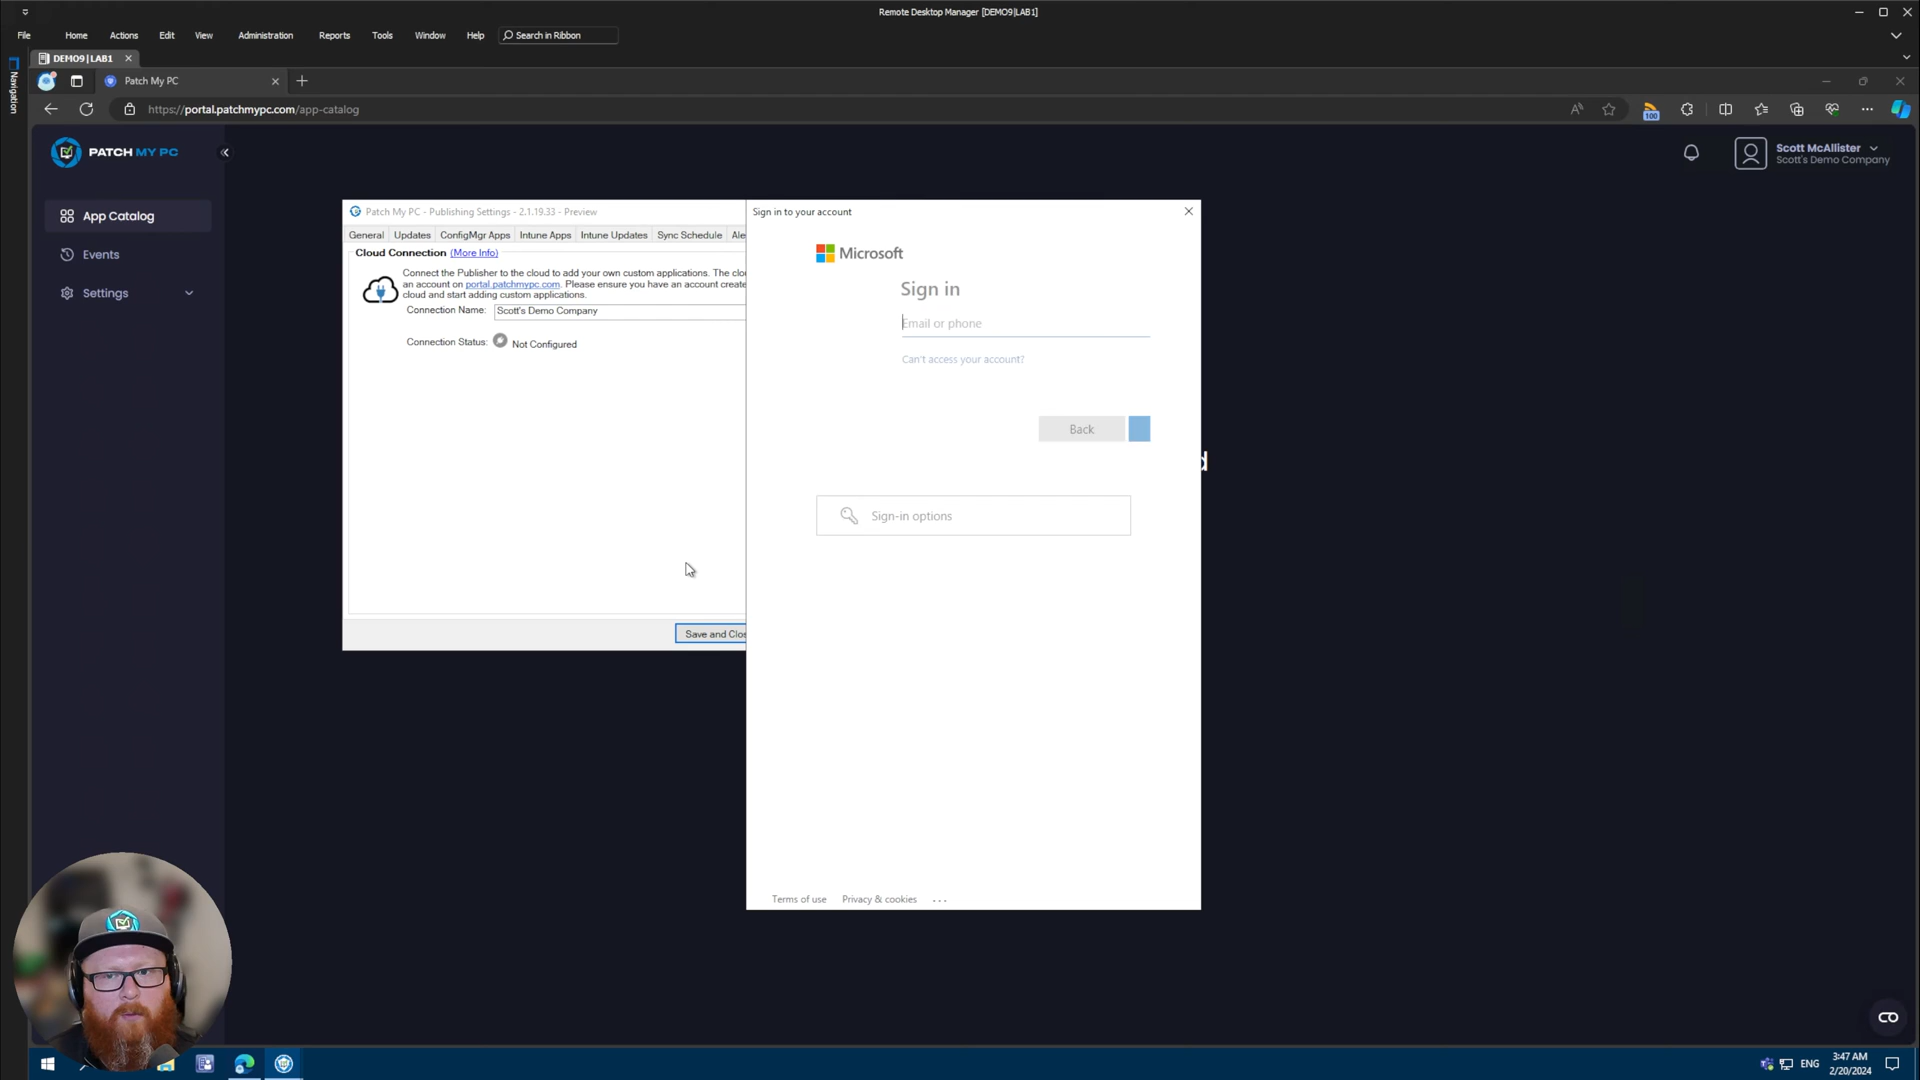 Remote Desktop Manager [DEMO9|LAB1]
File Home Actions Edit View Administration Reports Tools Window Help Search in Ribbon
DEMO9|LAB1
Navigation
Patch My PC
https://portal.patchmypc.com/app-catalog
100
PATCH MY PC
Scott McAllister
Scott's Demo Company
App Catalog
Events
Settings
Patch My PC - Publishing Settings - 2.1.19.33 - Preview
General Updates ConfigMgr Apps Intune Apps Intune Updates Sync Schedule Ale
Cloud Connection (More Info)
Connect the Publisher to the cloud to add your own custom applications. The clo
an account on portal.patchmypc.com. Please ensure you have an account create
cloud and start adding custom applications.
Connection Name: Scott's Demo Company
Connection Status: Not Configured
Save and Clos
Sign in to your account
Microsoft
Sign in
Email or phone
Can't access your account?
Back
Sign-in options
Terms of use Privacy & cookies ...
d
ENG
3:47 AM
2/20/2024